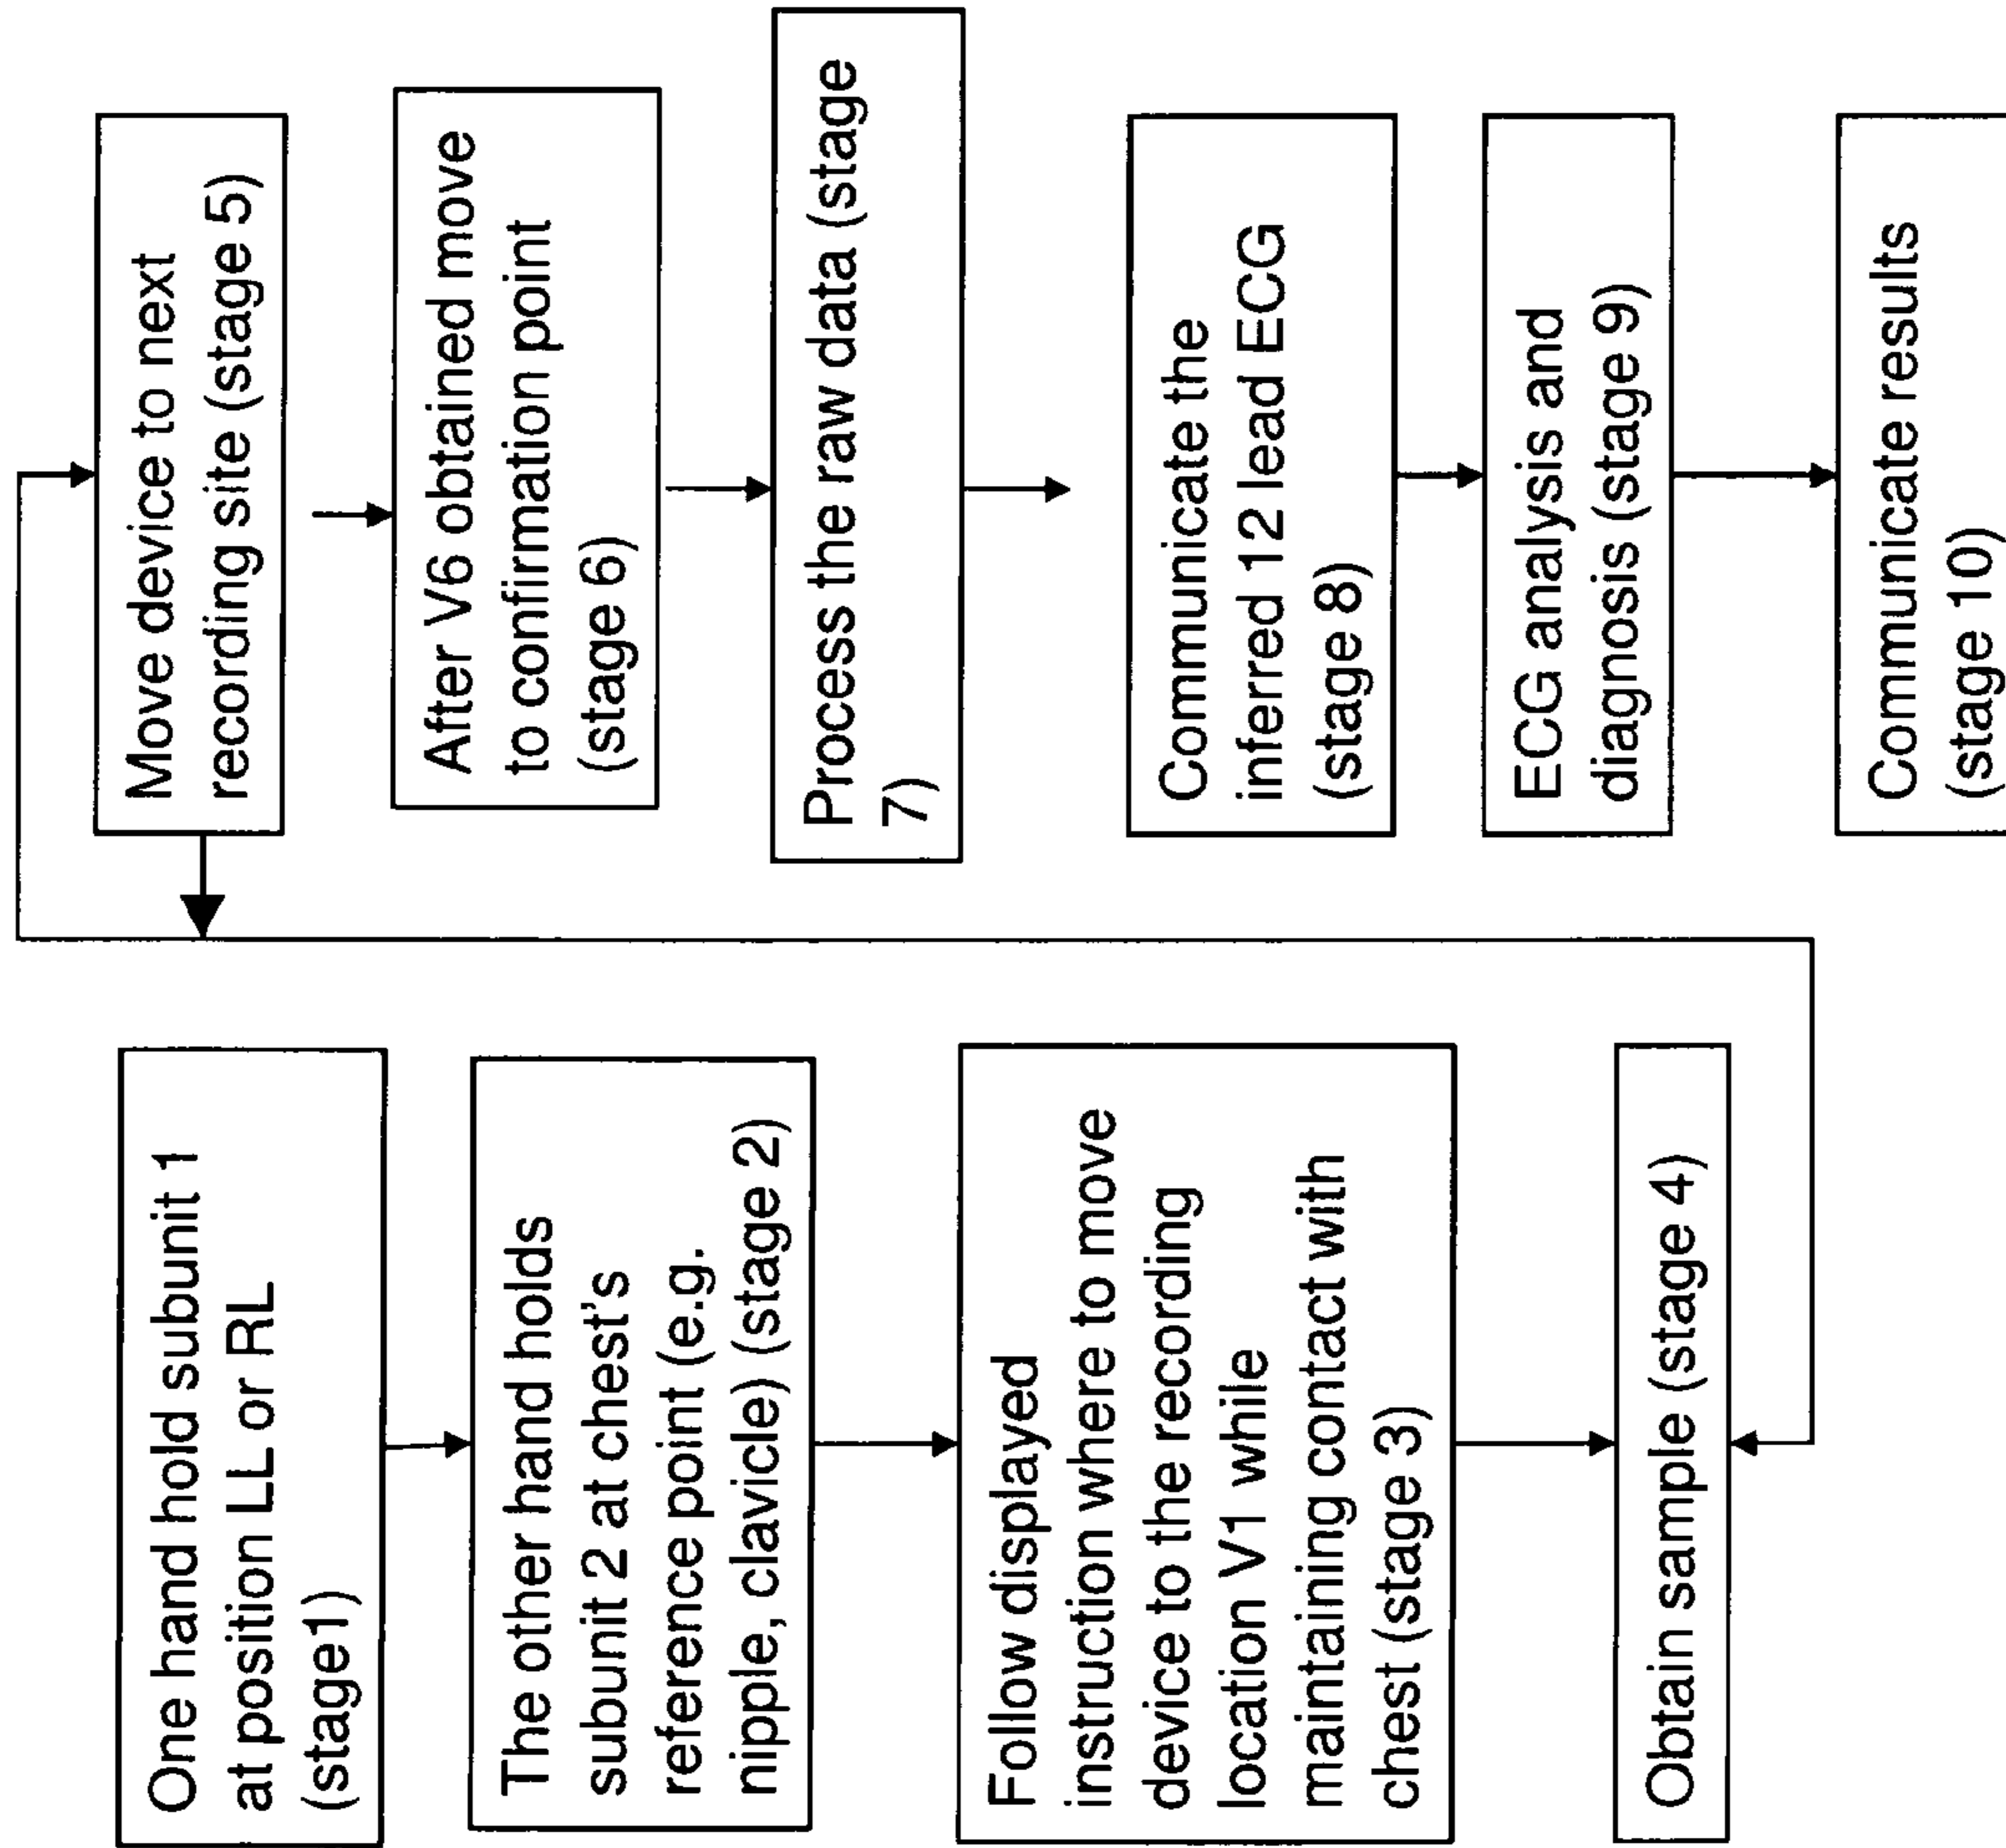 One hand hold subunit 1
at position LL or RL
(stage1)
The other hand holds
subunit 2 at chest's
reference point (e.g.
nipple, clavicle) (stage 2)
Follow displayed
instruction where to move
device to the recording
location V1 while
maintaining contact with
chest (stage 3)
Obtain sample (stage 4)
Move device to next
recording site (stage 5)
After V6 obtained move
to confirmation point
(stage 6)
Process the raw data (stage
7)
Communicate the
inferred 12 lead ECG
(stage 8)
ECG analysis and
diagnosis (stage 9)
Communicate results
(stage 10)